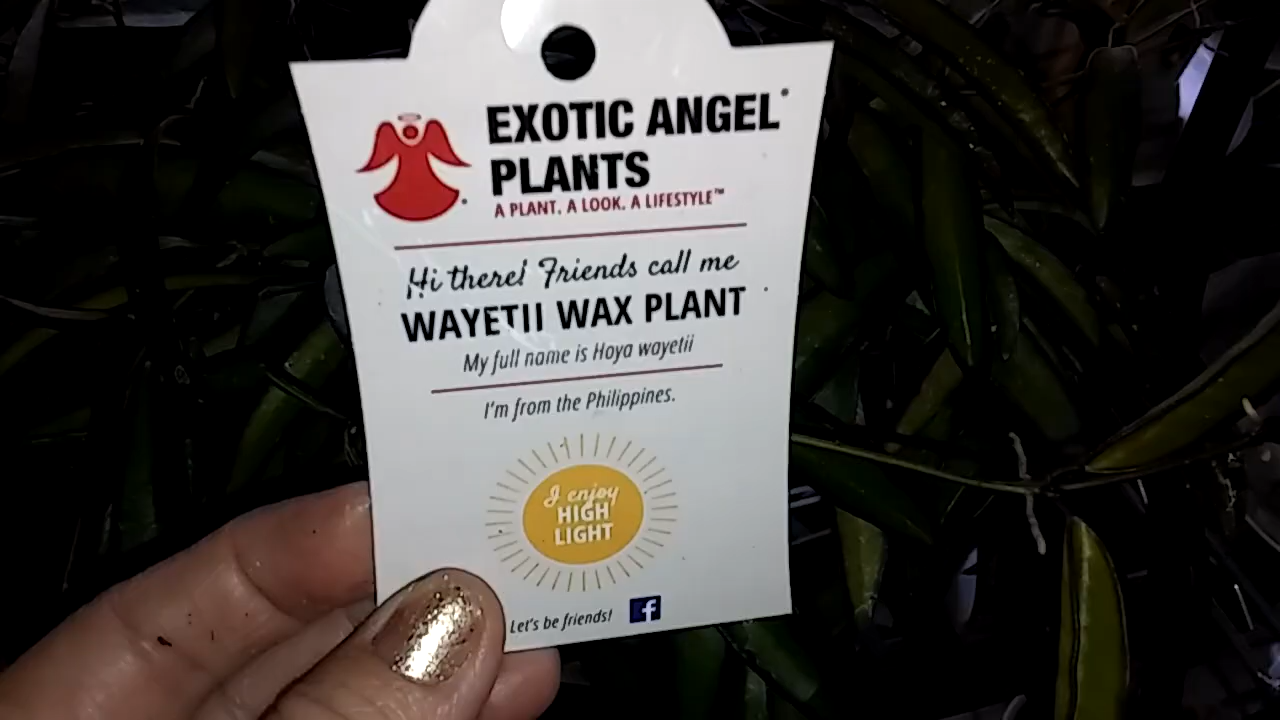 EXOTIC ANGEL
PLANTS
A PLANT. A LOOK. A LIFESTYLE™
Hi there! Friends call me
WAYETII WAX PLANT
My full name is Hoya wayetii
I'm from the Philippines.
I enjoy
HIGH
LIGHT
Let's be friends! f